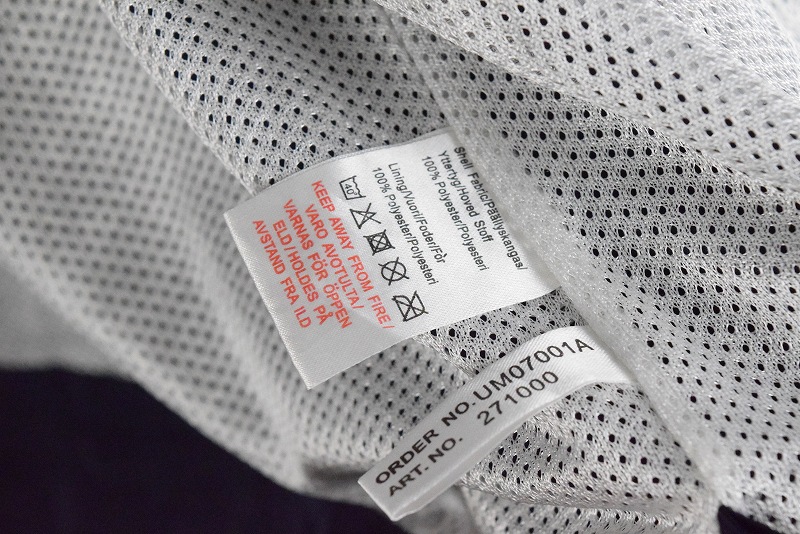 Shell Fabric/Päällyskangas/
Yttertyg/Hoved Stoff
100% Polyester/Polyesteri
Lining/Vuori/Foder/Fòr
100% Polyester/Polyesteri
40
KEEP AWAY FROM FIRE/
VARO AVOTULTA/
VARNAS FÖR ÖPPEN
ELD/HOLDES PÅ
AVSTAND FRA ILD
ORDER NO.UM07001A
ART. NO. 271000